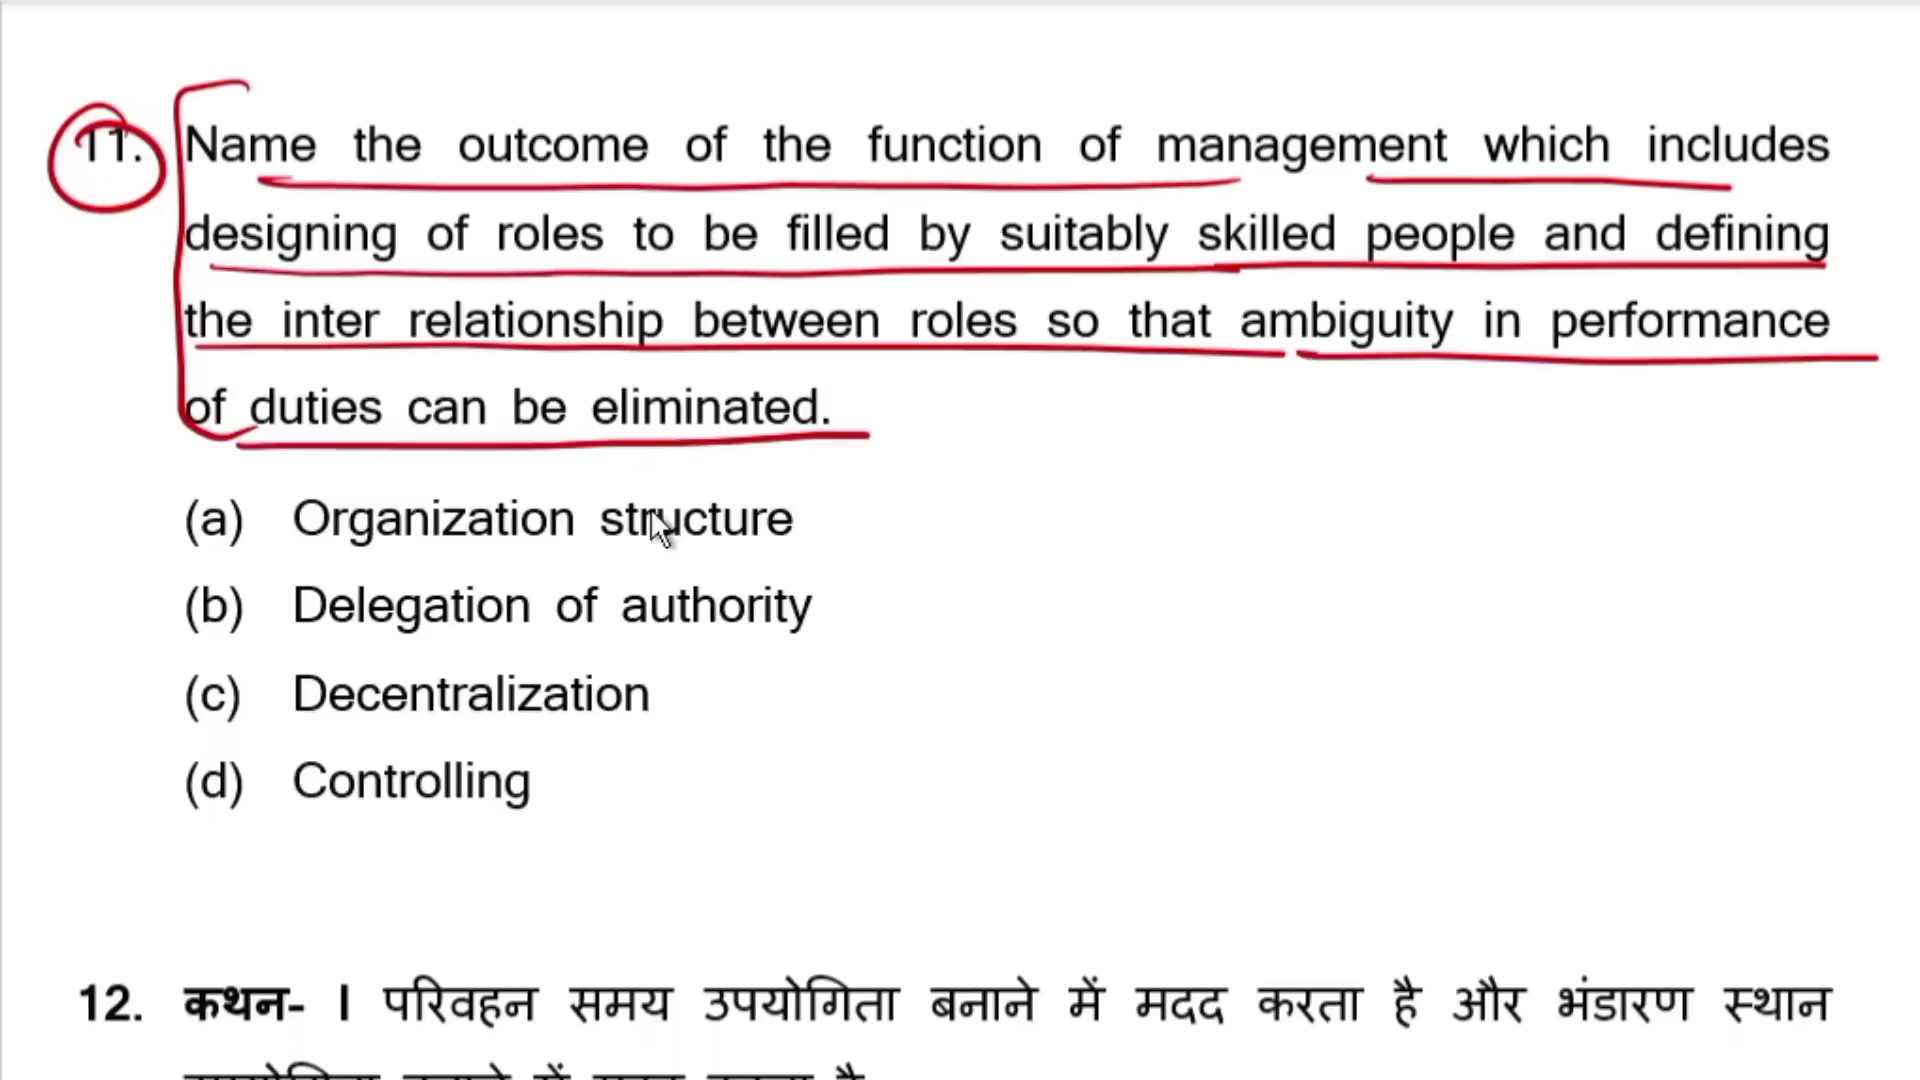 11. Name the outcome of the function of management which includes
designing of roles to be filled by suitably skilled people and defining
the inter relationship between roles so that ambiguity in performance
of duties can be eliminated.
(a) Organization structure
(b) Delegation of authority
(c) Decentralization
(d) Controlling
12. कथन- I परिवहन समय उपयोगिता बनाने में मदद करता है और भंडारण स्थान